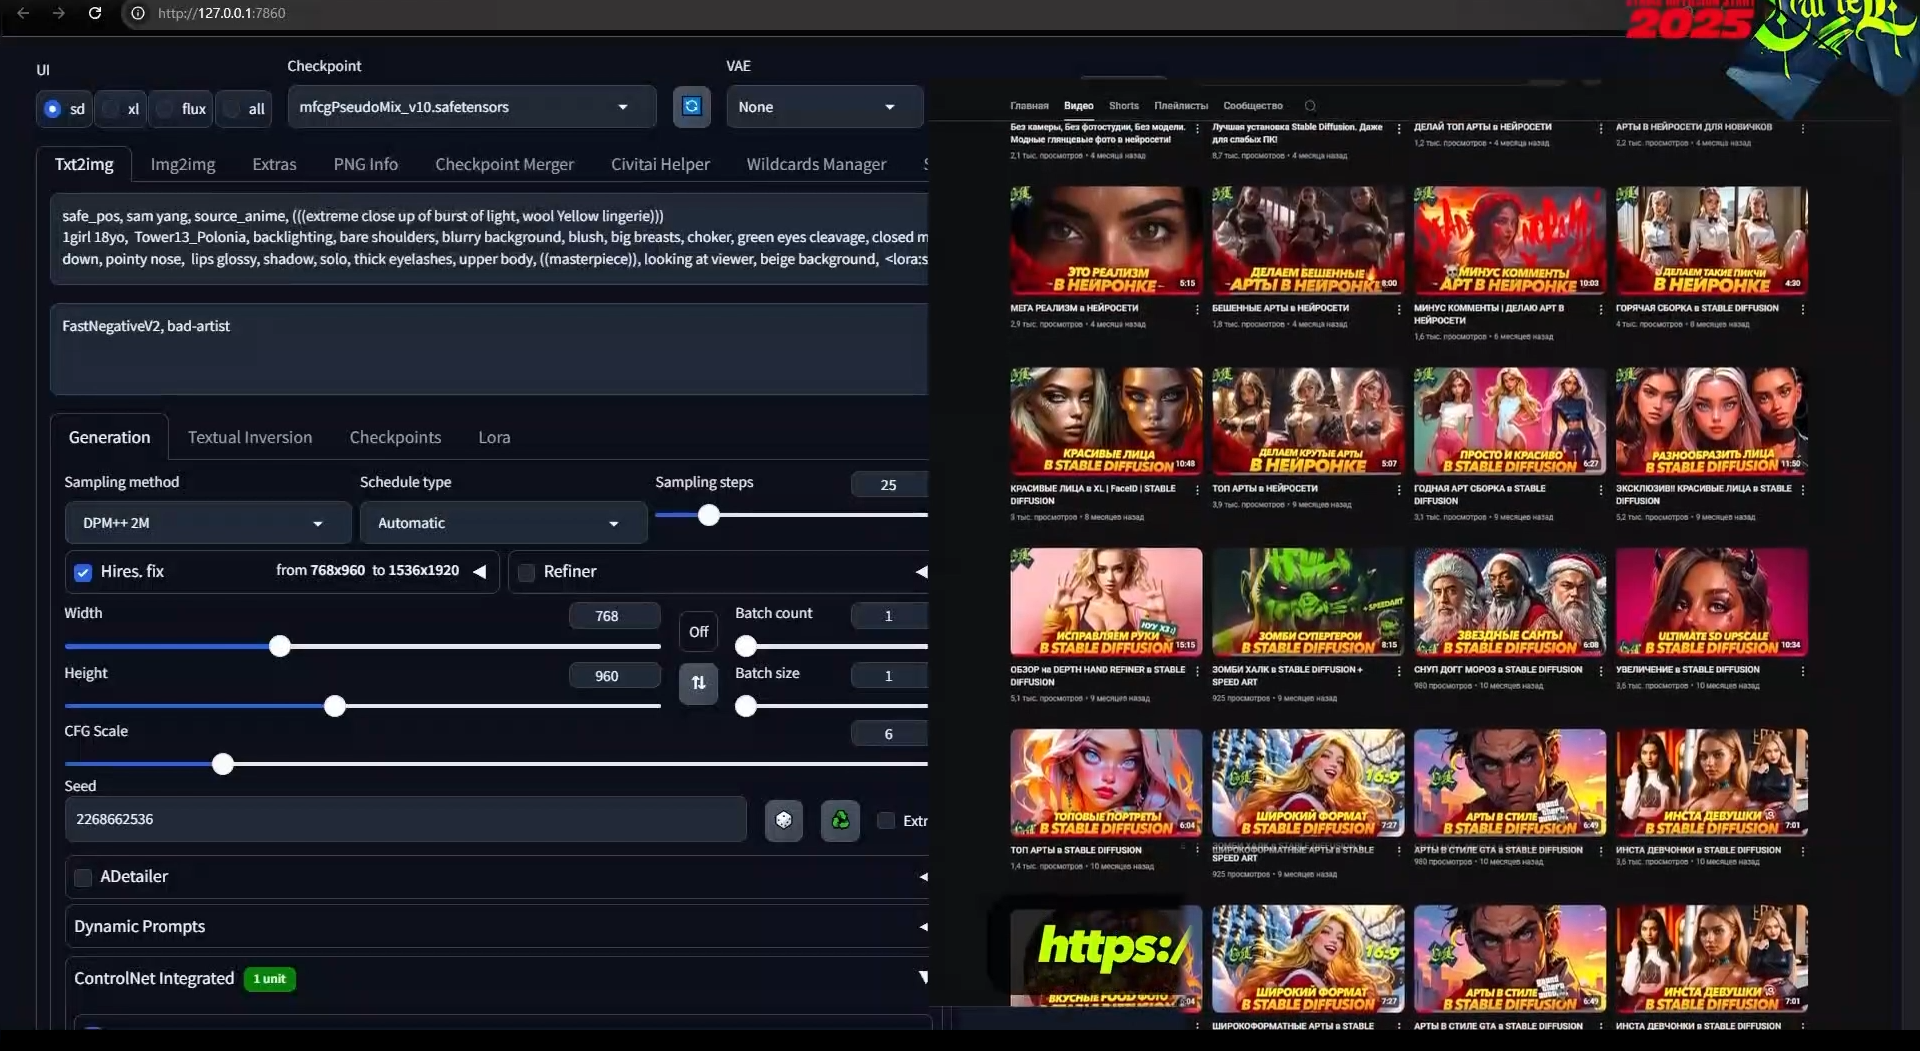 http://127.0.0.1:7860
2025
UI
sd
xl
flux
all
Checkpoint
mfcgPseudoMix_v10.safetensors
VAE
None
Txt2img
Img2img
Extras
PNG Info
Checkpoint Merger
Civitai Helper
Wildcards Manager
safe_pos, sam yang, source_anime, (((extreme close up of burst of light, wool Yellow lingerie)))
1girl 18yo, Tower13_Polonia, backlighting, bare shoulders, blurry background, blush, big breasts, choker, green eyes cleavage, closed m
down, pointy nose, lips glossy, shadow, solo, thick eyelashes, upper body, ((masterpiece)), looking at viewer, beige background, <lora:s
FastNegativeV2, bad-artist
Generation
Textual Inversion
Checkpoints
Lora
Sampling method
DPM++ 2M
Schedule type
Automatic
Sampling steps
25
Hires. fix
from 768x960 to 1536x1920
Refiner
Width
768
Off
Batch count
1
Height
960
Batch size
1
CFG Scale
6
Seed
2268662536
Extr
ADetailer
Dynamic Prompts
ControlNet Integrated
1 unit
Главная
Видео
Shorts
Плейлисты
Сообщество
Без камеры, Без фотостудии, Без модели.
Модные глянцевые фото в нейросети!
2,1 тыс. просмотров • 4 месяца назад
Лучшая установка Stable Diffusion. Даже
для слабых ПК!
8,7 тыс. просмотров • 4 месяца назад
ДЕЛАЙ ТОП АРТЫ в НЕЙРОСЕТИ
1,2 тыс. просмотров • 4 месяца назад
АРТЫ В НЕЙРОСЕТИ ДЛЯ НОВИЧКОВ
2,2 тыс. просмотров • 4 месяца назад
ЭТО РЕАЛИЗМ
В НЕЙРОНКЕ
5:15
МЕГА РЕАЛИЗМ в НЕЙРОСЕТИ
2,9 тыс. просмотров • 4 месяца назад
ДЕЛАЕМ БЕШЕННЫЕ
АРТЫ В НЕЙРОНКЕ
8:00
БЕШЕННЫЕ АРТЫ в НЕЙРОСЕТИ
1,8 тыс. просмотров • 4 месяца назад
МИНУС КОММЕНТЫ
АРТ В НЕЙРОНКЕ
10:03
МИНУС КОММЕНТЫ | ДЕЛАЮ АРТ В
НЕЙРОСЕТИ
1,6 тыс. просмотров • 6 месяцев назад
ДЕЛАЕМ ТАКИЕ ПИКЧИ
В НЕЙРОНКЕ
4:30
ГОРЯЧАЯ СБОРКА в STABLE DIFFUSION
4 тыс. просмотров • 8 месяцев назад
КРАСИВЫЕ ЛИЦА
В STABLE DIFFUSION
10:48
КРАСИВЫЕ ЛИЦА в XL | FaceID | STABLE
DIFFUSION
3 тыс. просмотров • 8 месяцев назад
ДЕЛАЕМ КРУТЫЕ АРТЫ
В НЕЙРОНКЕ
5:07
ТОП АРТЫ в НЕЙРОСЕТИ
3,9 тыс. просмотров • 9 месяцев назад
ПРОСТО И КРАСИВО
В STABLE DIFFUSION
6:27
ГОДНАЯ АРТ СБОРКА в STABLE
DIFFUSION
3,1 тыс. просмотров • 9 месяцев назад
РАЗНООБРАЗИТЬ ЛИЦА
В STABLE DIFFUSION
11:50
ЭКСКЛЮЗИВ!! КРАСИВЫЕ ЛИЦА в STABLE
DIFFUSION
5,2 тыс. просмотров • 9 месяцев назад
НУУ ХЗ:)
ИСПРАВЛЯЕМ РУКИ
В STABLE DIFFUSION
15:15
ОБЗОР на DEPTH HAND REFINER в STABLE
DIFFUSION
5,1 тыс. просмотров • 9 месяцев назад
+ SPEEDART
ЗОМБИ СУПЕРГЕРОИ
В STABLE DIFFUSION
8:15
ЗОМБИ ХАЛК в STABLE DIFFUSION +
SPEED ART
925 просмотров • 9 месяцев назад
ЗВЕЗДНЫЕ САНТЫ
В STABLE DIFFUSION
6:08
СНУП ДОГГ МОРОЗ в STABLE DIFFUSION
980 просмотров • 10 месяцев назад
ULTIMATE SD UPSCALE
В STABLE DIFFUSION
10:34
УВЕЛИЧЕНИЕ в STABLE DIFFUSION
3,6 тыс. просмотров • 10 месяцев назад
ТОПОВЫЕ ПОРТРЕТЫ
В STABLE DIFFUSION
6:04
ТОП АРТЫ в STABLE DIFFUSION
1,4 тыс. просмотров • 10 месяцев назад
16:9
ШИРОКИЙ ФОРМАТ
В STABLE DIFFUSION
7:27
ШИРОКОФОРМАТНЫЕ АРТЫ в STABLE
SPEED ART
925 просмотров • 9 месяцев назад
АРТЫ В СТИЛЕ
В STABLE DIFFUSION
6:49
АРТЫ В СТИЛЕ GTA в STABLE DIFFUSION
980 просмотров • 10 месяцев назад
ИНСТА ДЕВУШКИ
В STABLE DIFFUSION
7:01
ИНСТА ДЕВЧОНКИ в STABLE DIFFUSION
3,6 тыс. просмотров • 10 месяцев назад
https:/
ВКУСНЫЕ FOOD ФОТО
16:9
ШИРОКИЙ ФОРМАТ
В STABLE DIFFUSION
7:27
ШИРОКОФОРМАТНЫЕ АРТЫ в STABLE
АРТЫ В СТИЛЕ
В STABLE DIFFUSION
6:49
АРТЫ В СТИЛЕ GTA в STABLE DIFFUSION
ИНСТА ДЕВУШКИ
В STABLE DIFFUSION
7:01
ИНСТА ДЕВЧОНКИ в STABLE DIFFUSION